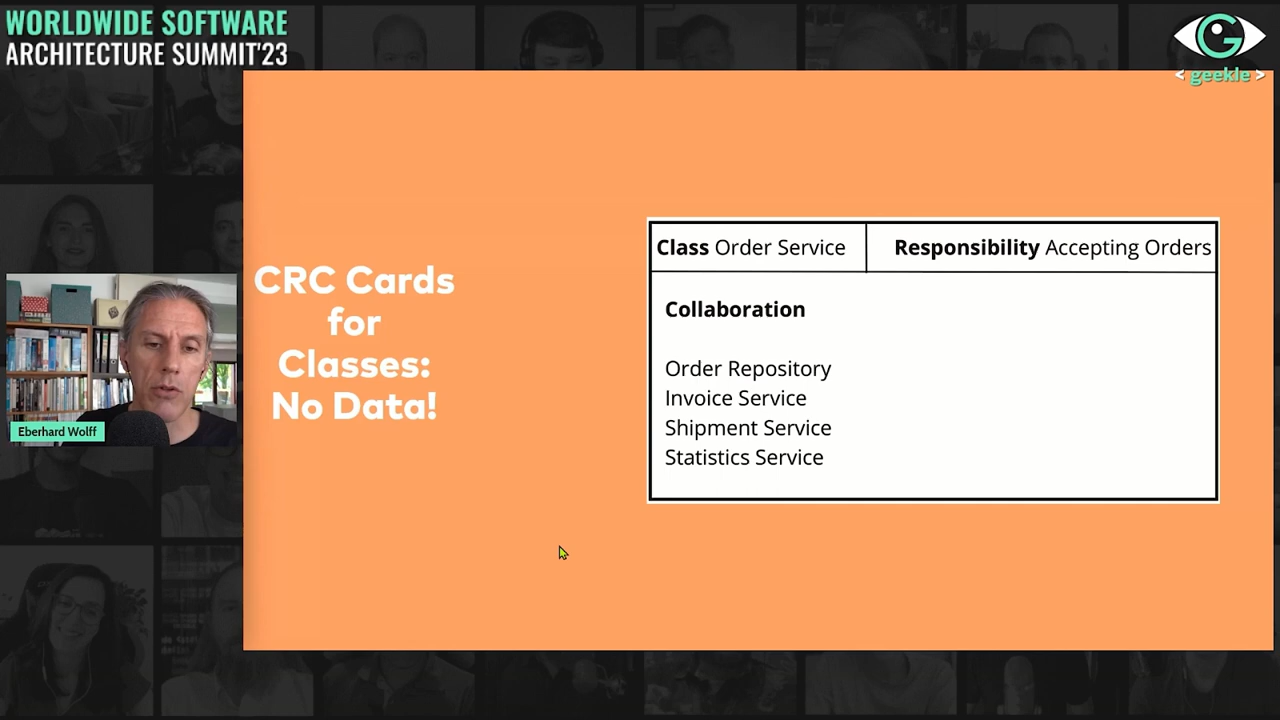 WORLDWIDE SOFTWARE
ARCHITECTURE SUMMIT'23
G
< geekle >
CRC Cards
for
Classes:
No Data!
Class Order Service
Responsibility Accepting Orders
Collaboration
Order Repository
Invoice Service
Shipment Service
Statistics Service
Eberhard Wolff